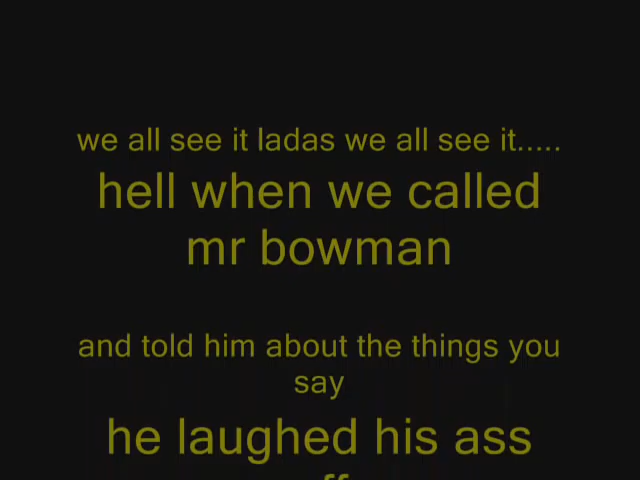 we all see it ladas we all see it.....
hell when we called
mr bowman
and told him about the things you
say
he laughed his ass